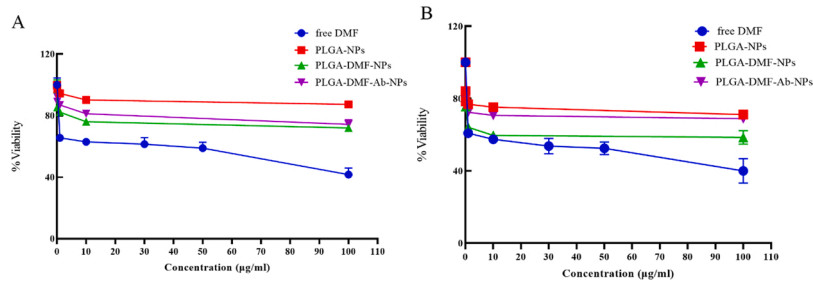 A
free DMF
PLGA-NPs
PLGA-DMF-NPs
PLGA-DMF-Ab-NPs
120
80
40
0
% Viability
0 10 20 30 40 50 60 70 80 90 100 110
Concentration (µg/ml)
B
free DMF
PLGA-NPs
PLGA-DMF-NPs
PLGA-DMF-Ab-NPs
120
80
40
0
% Viability
0 10 20 30 40 50 60 70 80 90 100 110
Concentration (µg/ml)